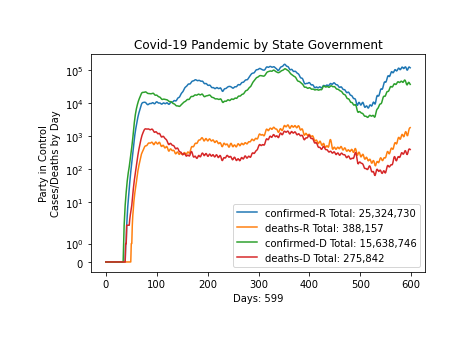 Covid-19 Pandemic by State Government
Party in Control
Cases/Deaths by Day
10^5
10^4
10^3
10^2
10^1
10^0
0
confirmed-R Total: 25,324,730
deaths-R Total: 388,157
confirmed-D Total: 15,638,746
deaths-D Total: 275,842
0 100 200 300 400 500 600
Days: 599